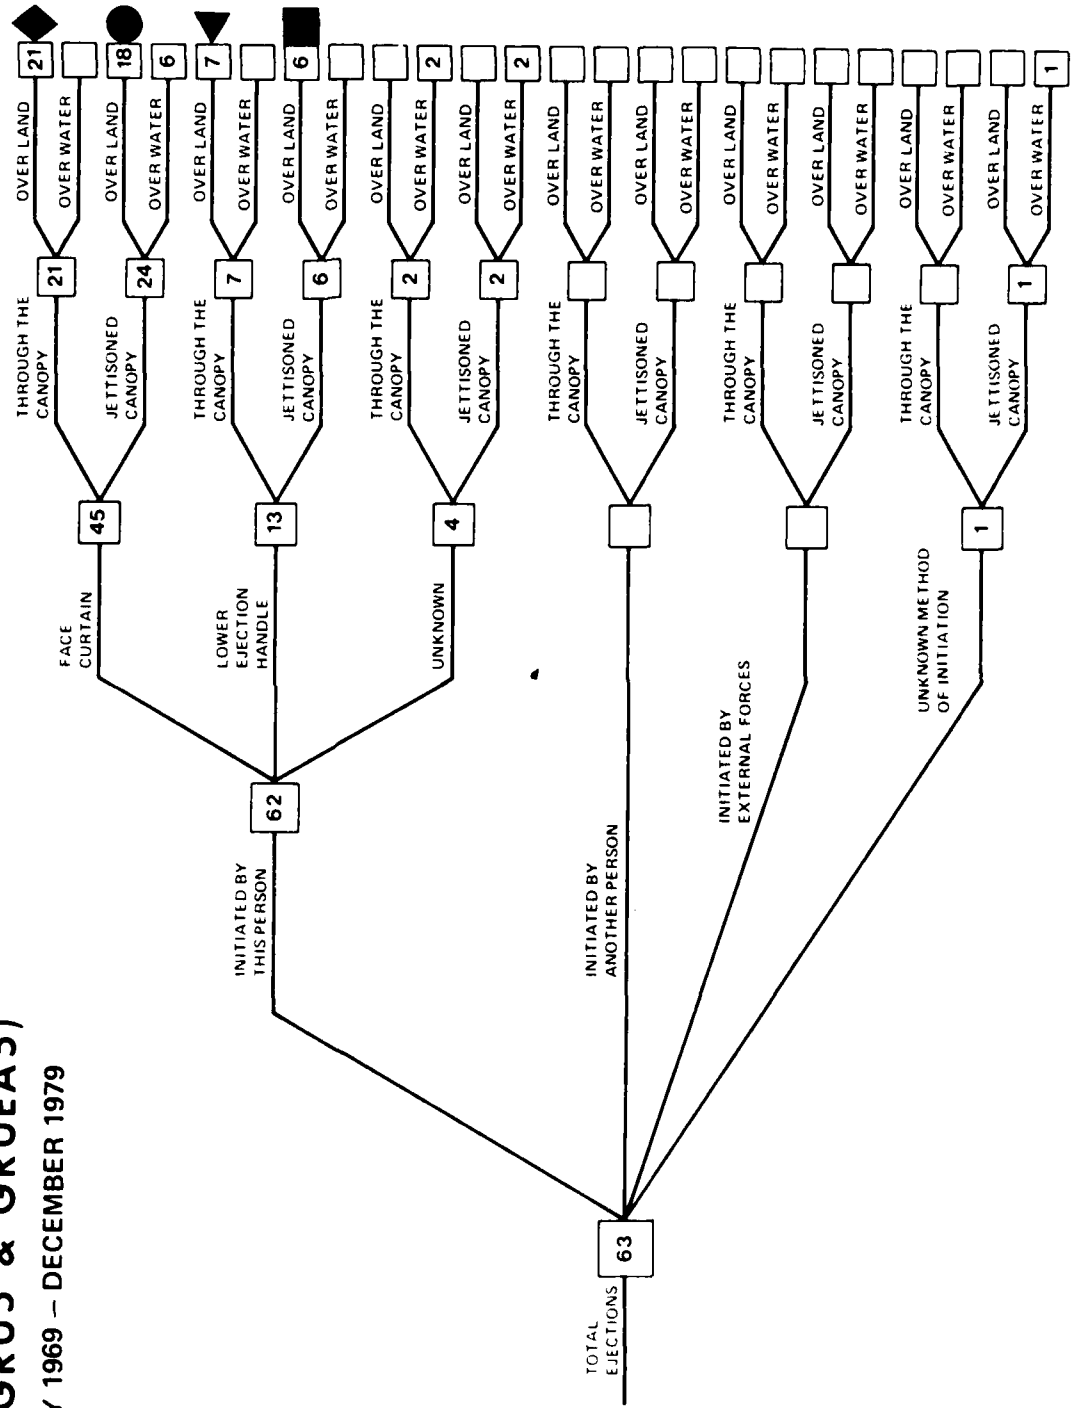 GRU5 & GRUEA5)
Y 1969 – DECEMBER 1979
TOTAL
EJECTIONS
63
INITIATED BY
THIS PERSON
62
FACE
CURTAIN
45
THROUGH THE
CANOPY
21
OVER LAND
21
OVER WATER
JETTISONED
CANOPY
24
OVER LAND
18
OVER WATER
6
LOWER
EJECTION
HANDLE
13
THROUGH THE
CANOPY
7
OVER LAND
7
OVER WATER
JETTISONED
CANOPY
6
OVER LAND
6
OVER WATER
UNKNOWN
4
THROUGH THE
CANOPY
2
OVER LAND
OVER WATER
2
JETTISONED
CANOPY
2
OVER LAND
OVER WATER
2
INITIATED BY
ANOTHER PERSON
THROUGH THE
CANOPY
OVER LAND
OVER WATER
JETTISONED
CANOPY
OVER LAND
OVER WATER
INITIATED BY
EXTERNAL FORCES
THROUGH THE
CANOPY
OVER LAND
OVER WATER
JETTISONED
CANOPY
OVER LAND
OVER WATER
UNKNOWN METHOD
OF INITIATION
1
THROUGH THE
CANOPY
OVER LAND
OVER WATER
JETTISONED
CANOPY
1
OVER LAND
OVER WATER
1